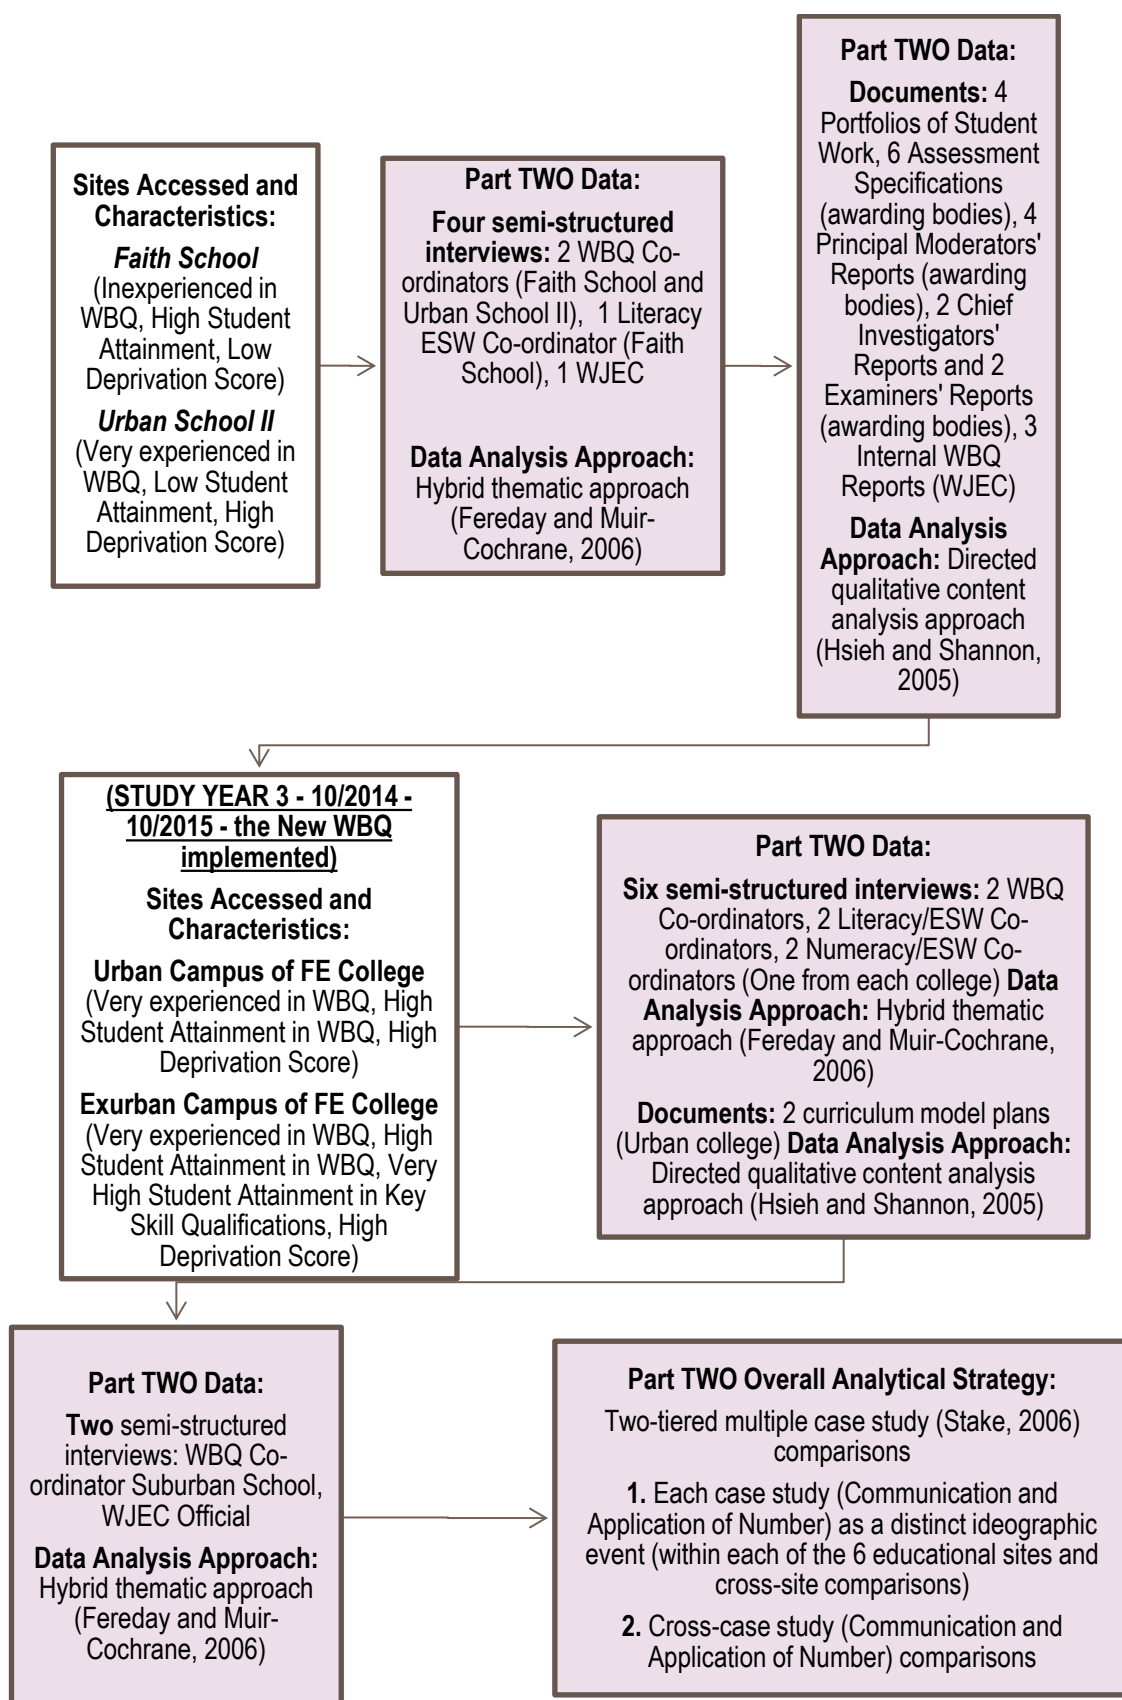 Sites Accessed and
Characteristics:
Faith School
(Inexperienced in
WBQ, High Student
Attainment, Low
Deprivation Score)
Urban School II
(Very experienced in
WBQ, Low Student
Attainment, High
Deprivation Score)
Part TWO Data:
Four semi-structured
interviews: 2 WBQ Co-
ordinators (Faith School and
Urban School II), 1 Literacy
ESW Co-ordinator (Faith
School), 1 WJEC
Data Analysis Approach:
Hybrid thematic approach
(Fereday and Muir-
Cochrane, 2006)
Part TWO Data:
Documents: 4
Portfolios of Student
Work, 6 Assessment
Specifications
(awarding bodies), 4
Principal Moderators'
Reports (awarding
bodies), 2 Chief
Investigators'
Reports and 2
Examiners' Reports
(awarding bodies), 3
Internal WBQ
Reports (WJEC)
Data Analysis
Approach: Directed
qualitative content
analysis approach
(Hsieh and Shannon,
2005)
(STUDY YEAR 3 - 10/2014 -
10/2015 - the New WBQ
implemented)
Sites Accessed and
Characteristics:
Urban Campus of FE College
(Very experienced in WBQ, High
Student Attainment in WBQ, High
Deprivation Score)
Exurban Campus of FE College
(Very experienced in WBQ, High
Student Attainment in WBQ, Very
High Student Attainment in Key
Skill Qualifications, High
Deprivation Score)
Part TWO Data:
Six semi-structured interviews: 2 WBQ
Co-ordinators, 2 Literacy/ESW Co-
ordinators, 2 Numeracy/ESW Co-
ordinators (One from each college) Data
Analysis Approach: Hybrid thematic
approach (Fereday and Muir-Cochrane,
2006)
Documents: 2 curriculum model plans
(Urban college) Data Analysis Approach:
Directed qualitative content analysis
approach (Hsieh and Shannon, 2005)
Part TWO Data:
Two semi-structured
interviews: WBQ Co-
ordinator Suburban School,
WJEC Official
Data Analysis Approach:
Hybrid thematic approach
(Fereday and Muir-
Cochrane, 2006)
Part TWO Overall Analytical Strategy:
Two-tiered multiple case study (Stake, 2006)
comparisons
1. Each case study (Communication and
Application of Number) as a distinct ideographic
event (within each of the 6 educational sites and
cross-site comparisons)
2. Cross-case study (Communication and
Application of Number) comparisons